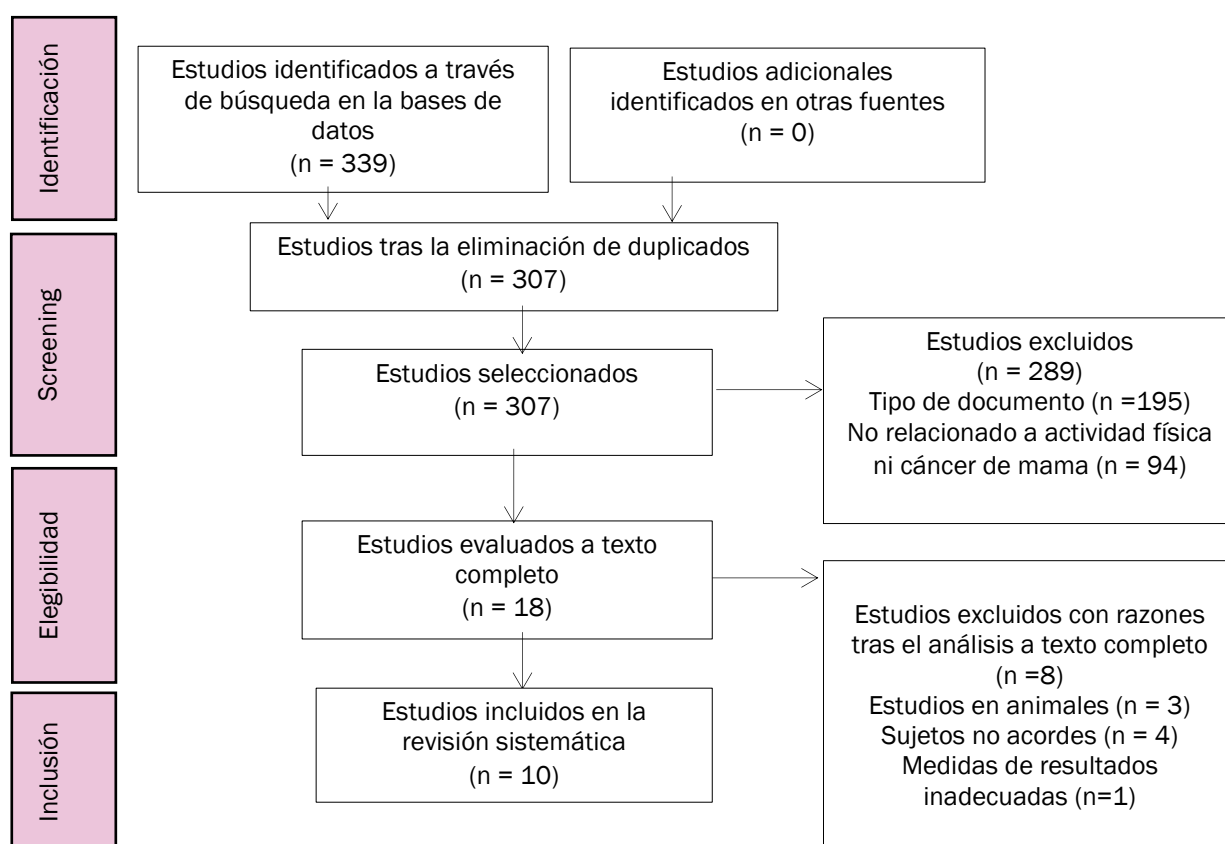 Identificación
Estudios identificados a través
de búsqueda en la bases de
datos
(n = 339)
Estudios adicionales
identificados en otras fuentes
(n = 0)
Screening
Estudios tras la eliminación de duplicados
(n = 307)
Estudios seleccionados
(n = 307)
Estudios excluidos
(n = 289)
Tipo de documento (n =195)
No relacionado a actividad física
ni cáncer de mama (n = 94)
Elegibilidad
Estudios evaluados a texto
completo
(n = 18)
Estudios excluidos con razones
tras el análisis a texto completo
(n =8)
Estudios en animales (n = 3)
Sujetos no acordes (n = 4)
Medidas de resultados
inadecuadas (n=1)
Inclusión
Estudios incluidos en la
revisión sistemática
(n = 10)